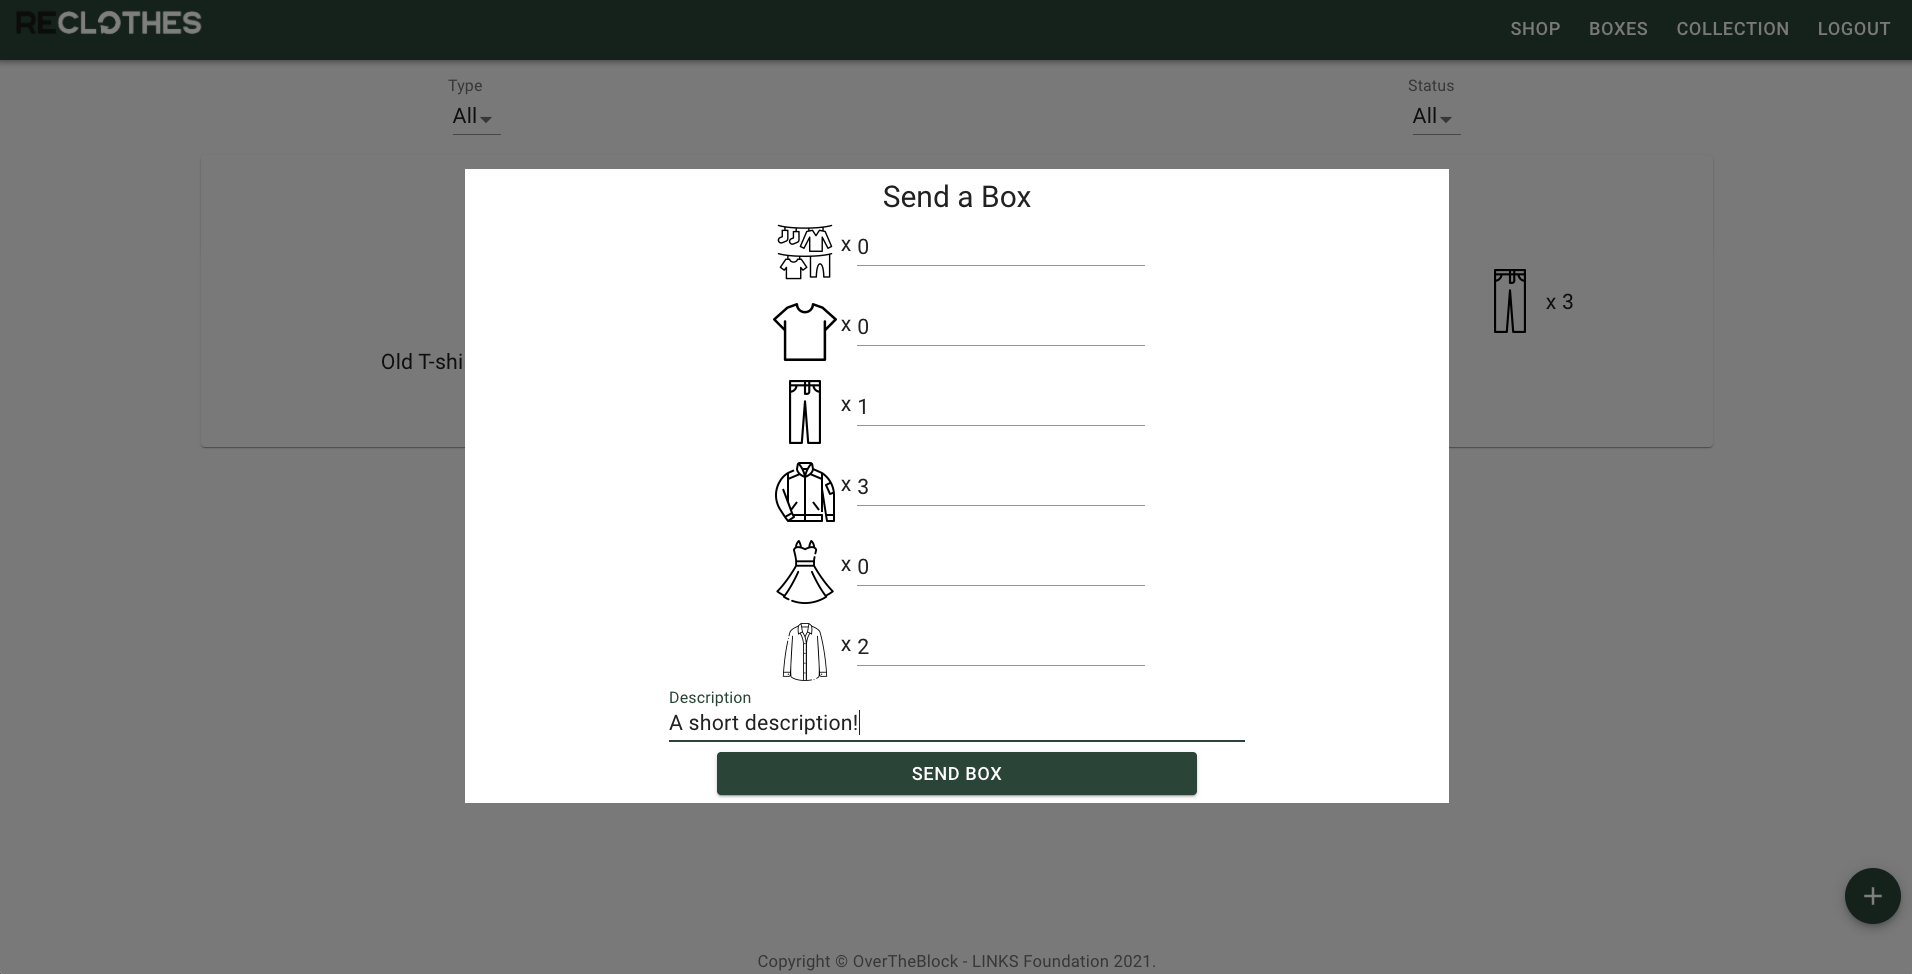 RECLOTHES
SHOP BOXES COLLECTION LOGOUT
Type
All
Status
All
Send a Box
x 0
x 0
x 1
x 3
x 0
x 2
x 3
Old T-shi
Description
A short description!
SEND BOX
+
Copyright © OverTheBlock - LINKS Foundation 2021.